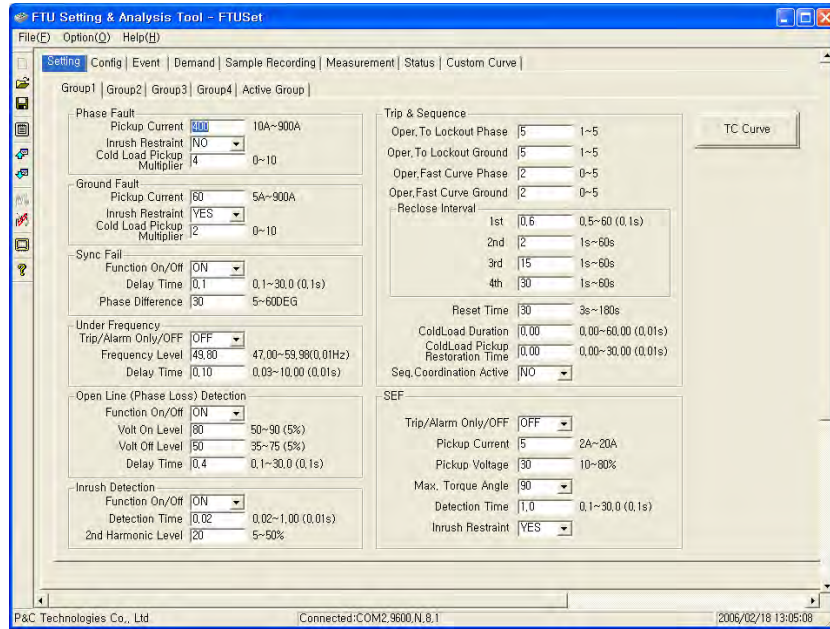 FTU Setting & Analysis Tool - FTUSet
File(F) Option(O) Help(H)
Setting Config Event Demand Sample Recording Measurement Status Custom Curve
Group1 Group2 Group3 Group4 Active Group
Phase Fault
Pickup Current 400 10A~900A
Inrush Restraint NO
Cold Load Pickup
Multiplier 4 0~10
Ground Fault
Pickup Current 60 5A~900A
Inrush Restraint YES
Cold Load Pickup
Multiplier 2 0~10
Sync Fail
Function On/Off ON
Delay Time 0,1 0,1~30,0 (0,1s)
Phase Difference 30 5~60DEG
Under Frequency
Trip/Alarm Only/OFF OFF
Frequency Level 49,80 47,00~59,98(0,01Hz)
Delay Time 0,10 0,03~10,00 (0,01s)
Open Line (Phase Loss) Detection
Function On/Off ON
Volt On Level 80 50~90 (5%)
Volt Off Level 50 35~75 (5%)
Delay Time 0,4 0,1~30,0 (0,1s)
Inrush Detection
Function On/Off ON
Detection Time 0,02 0,02~1,00 (0,01s)
2nd Harmonic Level 20 5~50%
Trip & Sequence
Oper,To Lockout Phase 5 1~5
Oper,To Lockout Ground 5 1~5
Oper,Fast Curve Phase 2 0~5
Oper,Fast Curve Ground 2 0~5
Reclose Interval
1st 0,6 0,5~60 (0,1s)
2nd 2 1s~60s
3rd 15 1s~60s
4th 30 1s~60s
Reset Time 30 3s~180s
ColdLoad Duration 0,00 0,00~60,00 (0,01s)
ColdLoad Pickup
Restoration Time 0,00 0,00~30,00 (0,01s)
Seq,Coordination Active NO
SEF
Trip/Alarm Only/OFF OFF
Pickup Current 5 2A~20A
Pickup Voltage 30 10~80%
Max, Torque Angle 90
Detection Time 1,0 0,1~30,0 (0,1s)
Inrush Restraint YES
TC Curve
P&C Technologies Co,, Ltd Connected:COM2,9600,N,8,1 2006/02/18 13:05:08